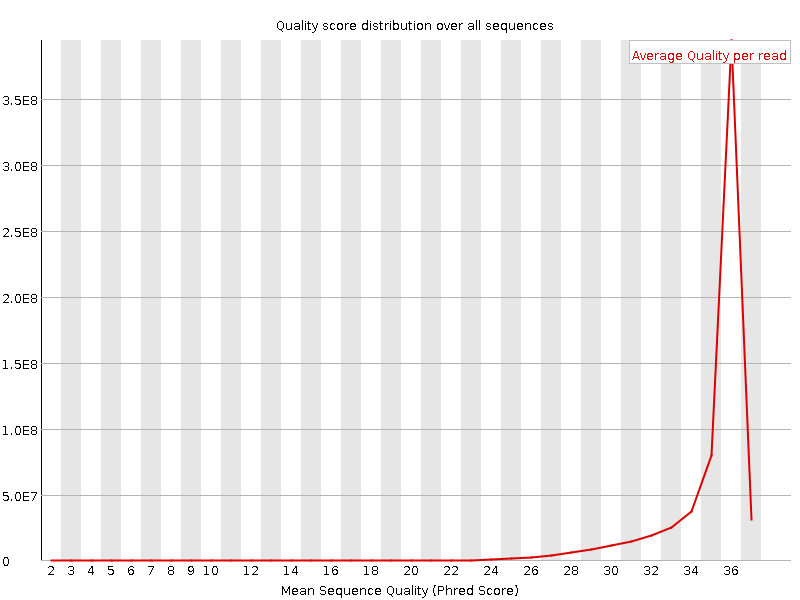 Quality score distribution over all sequences
Average Quality per read
3.5E8
3.0E8
2.5E8
2.0E8
1.5E8
1.0E8
5.0E7
0
2 3 4 5 6 7 8 9 10 12 14 16 18 20 22 24 26 28 30 32 34 36
Mean Sequence Quality (Phred Score)